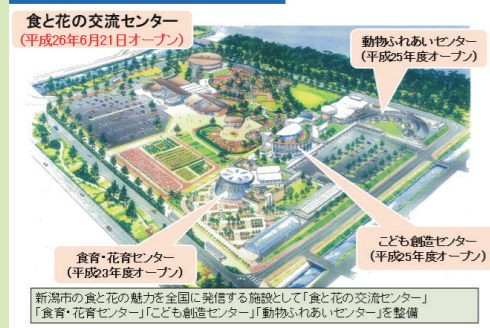 食と花の交流センター
(平成26年6月21日オープン)
動物ふれあいセンター
(平成25年度オープン)
こども創造センター
(平成25年度オープン)
食育・花育センター
(平成23年度オープン)
新潟市の食と花の魅力を全国に発信する施設として「食と花の交流センター」
「食育・花育センター」「こども創造センター」「動物ふれあいセンター」を整備